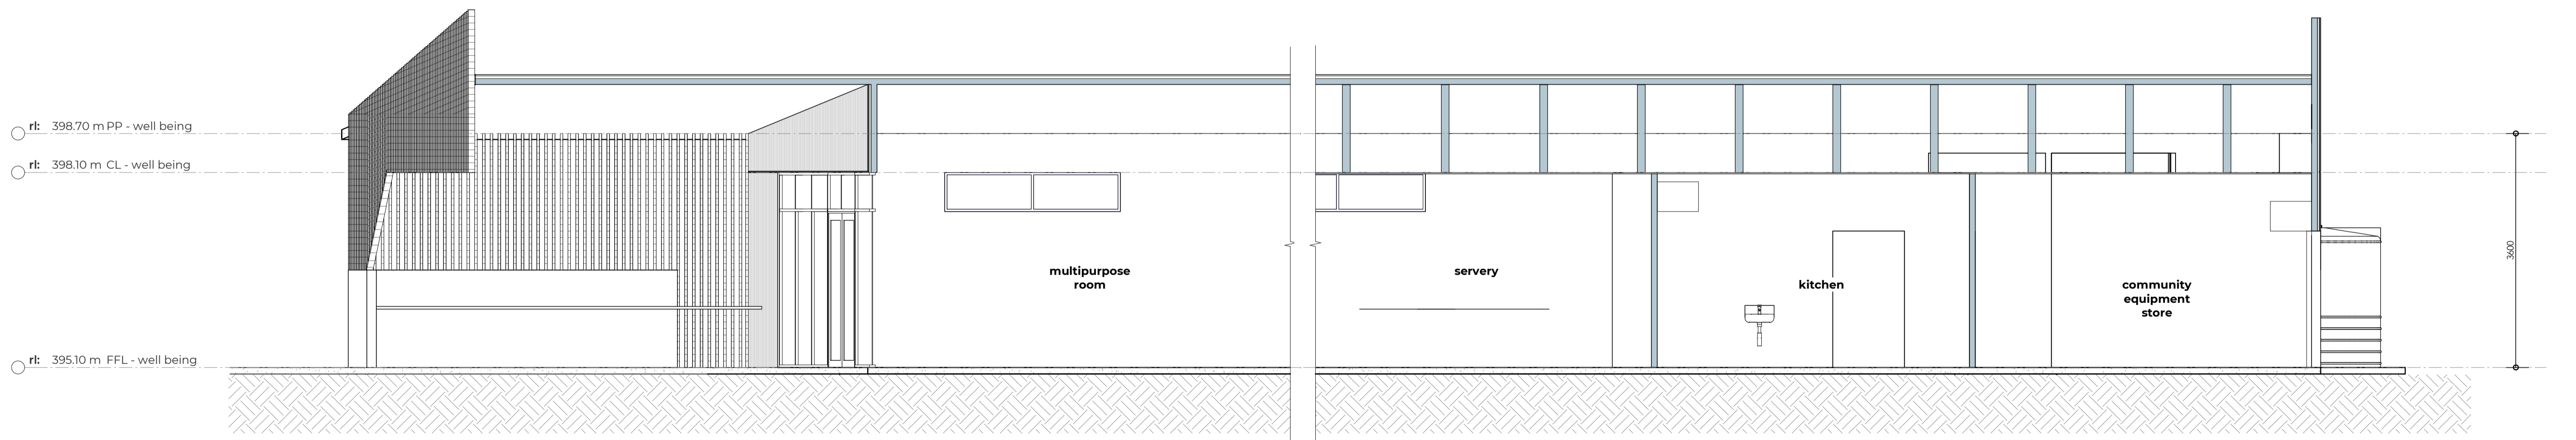 rl: 398.70 m PP - well being
rl: 398.10 m CL - well being
multipurpose
room
servery
kitchen
community
equipment
store
3600
rl: 395.10 m FFL - well being